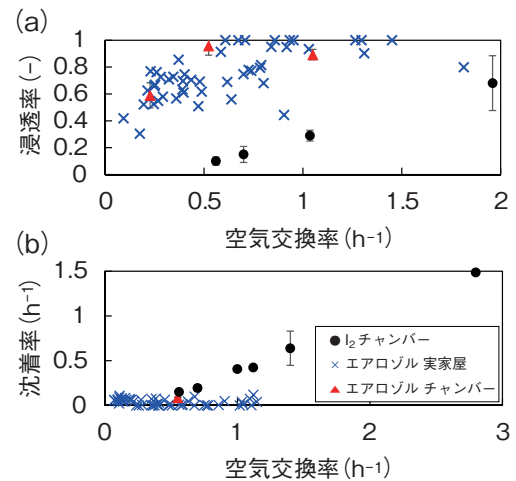 (a)
浸透率 (−)
1
0.8
0.6
0.4
0.2
0
0.5
1
1.5
2
空気交換率 (h⁻¹)
(b)
沈着率 (h⁻¹)
1.5
1
0.5
0
I₂チャンバー
エアロゾル 実家屋
エアロゾル チャンバー
0
1
2
3
空気交換率 (h⁻¹)